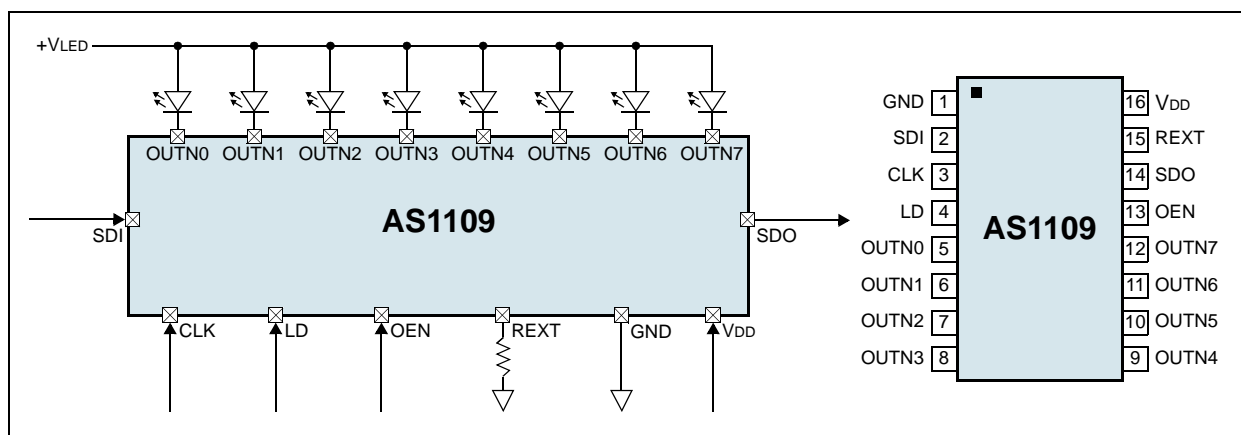 +VLED
OUTN0 OUTN1 OUTN2 OUTN3 OUTN4 OUTN5 OUTN6 OUTN7
AS1109
SDI
SDO
CLK LD OEN REXT GND VDD
GND 1
SDI 2
CLK 3
LD 4
OUTN0 5
OUTN1 6
OUTN2 7
OUTN3 8
AS1109
16 VDD
15 REXT
14 SDO
13 OEN
12 OUTN7
11 OUTN6
10 OUTN5
9 OUTN4